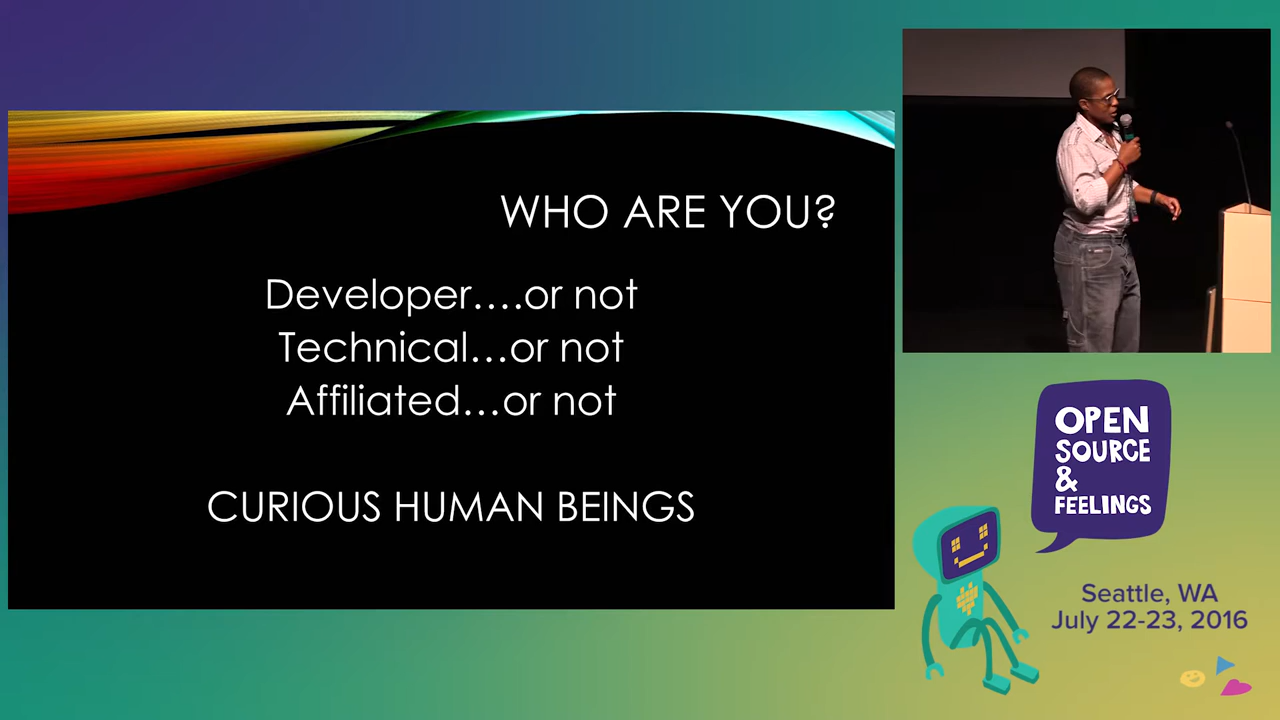 WHO ARE YOU?
Developer....or not
Technical...or not
Affiliated...or not
CURIOUS HUMAN BEINGS
OPEN
SOURCE
&
FEELINGS
Seattle, WA
July 22-23, 2016